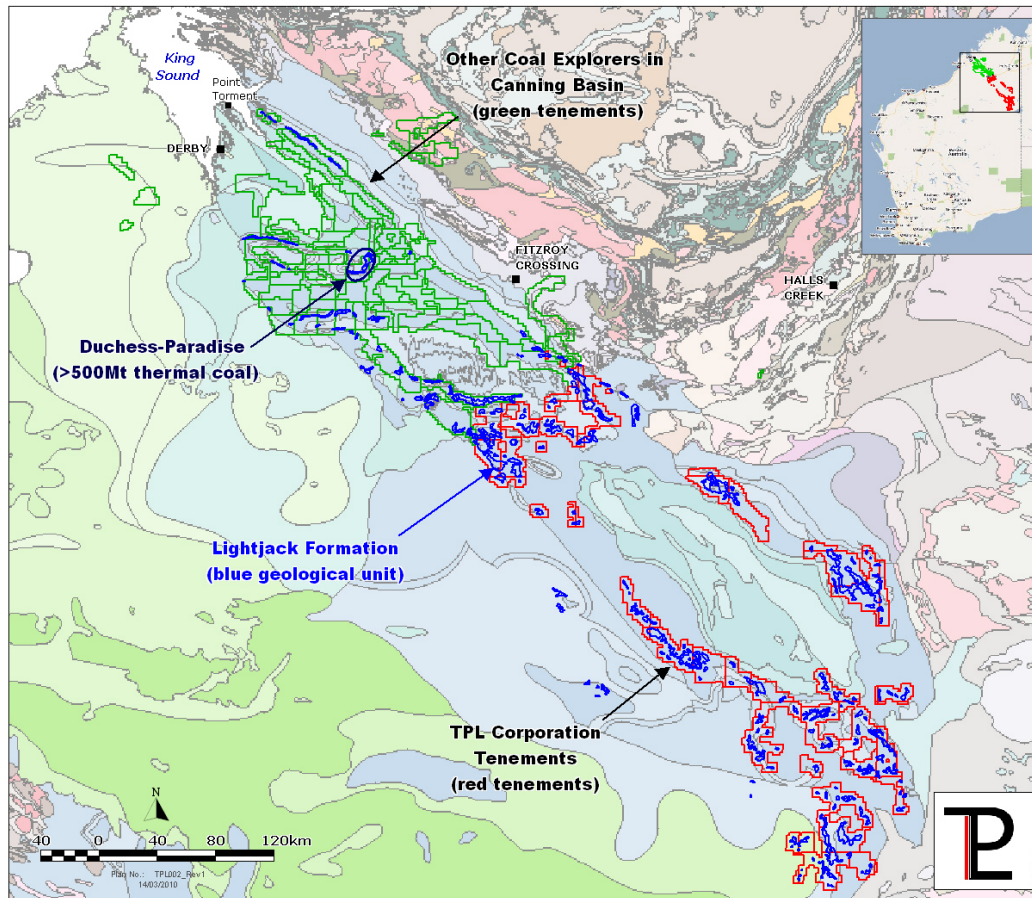 King
Sound
Point
Torment
DERBY
Other Coal Explorers in
Canning Basin
(green tenements)
FITZROY
CROSSING
HALLS
CREEK
Duchess-Paradise
(>500Mt thermal coal)
Lightjack Formation
(blue geological unit)
TPL Corporation
Tenements
(red tenements)
N
40 0 40 80 120km
Plan No.: TPL002_Rev1
14/03/2010
TPL